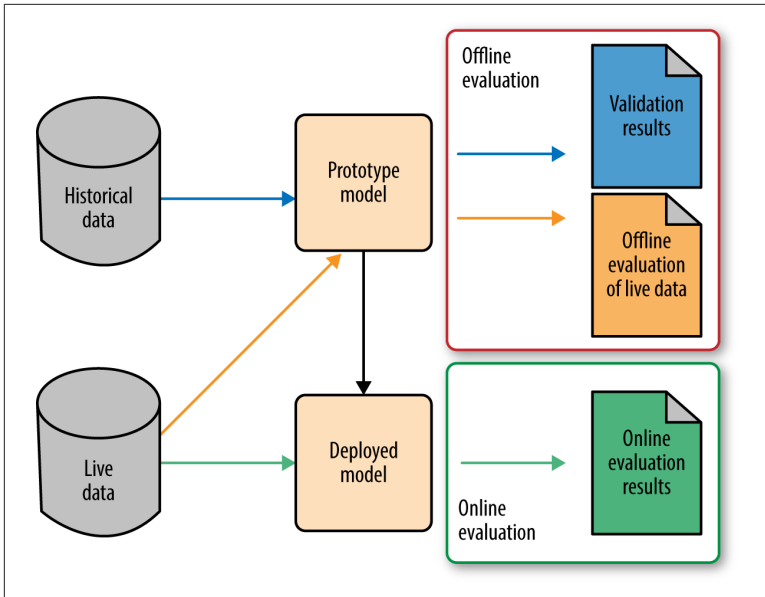 Offline
evaluation
Validation
results
Historical
data
Prototype
model
Offline
evaluation
of live data
Live
data
Deployed
model
Online
evaluation
Online
evaluation
results